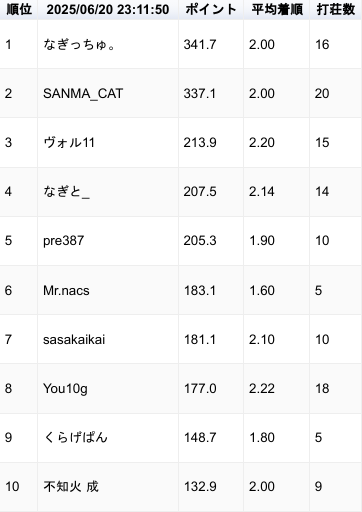 順位 2025/06/20 23:11:50 ポイント 平均着順 打荘数
1 なぎっちゅ。 341.7 2.00 16
2 SANMA_CAT 337.1 2.00 20
3 ヴォル11 213.9 2.20 15
4 なぎと_ 207.5 2.14 14
5 pre387 205.3 1.90 10
6 Mr.nacs 183.1 1.60 5
7 sasakaikai 181.1 2.10 10
8 You10g 177.0 2.22 18
9 くらげぱん 148.7 1.80 5
10 不知火 成 132.9 2.00 9